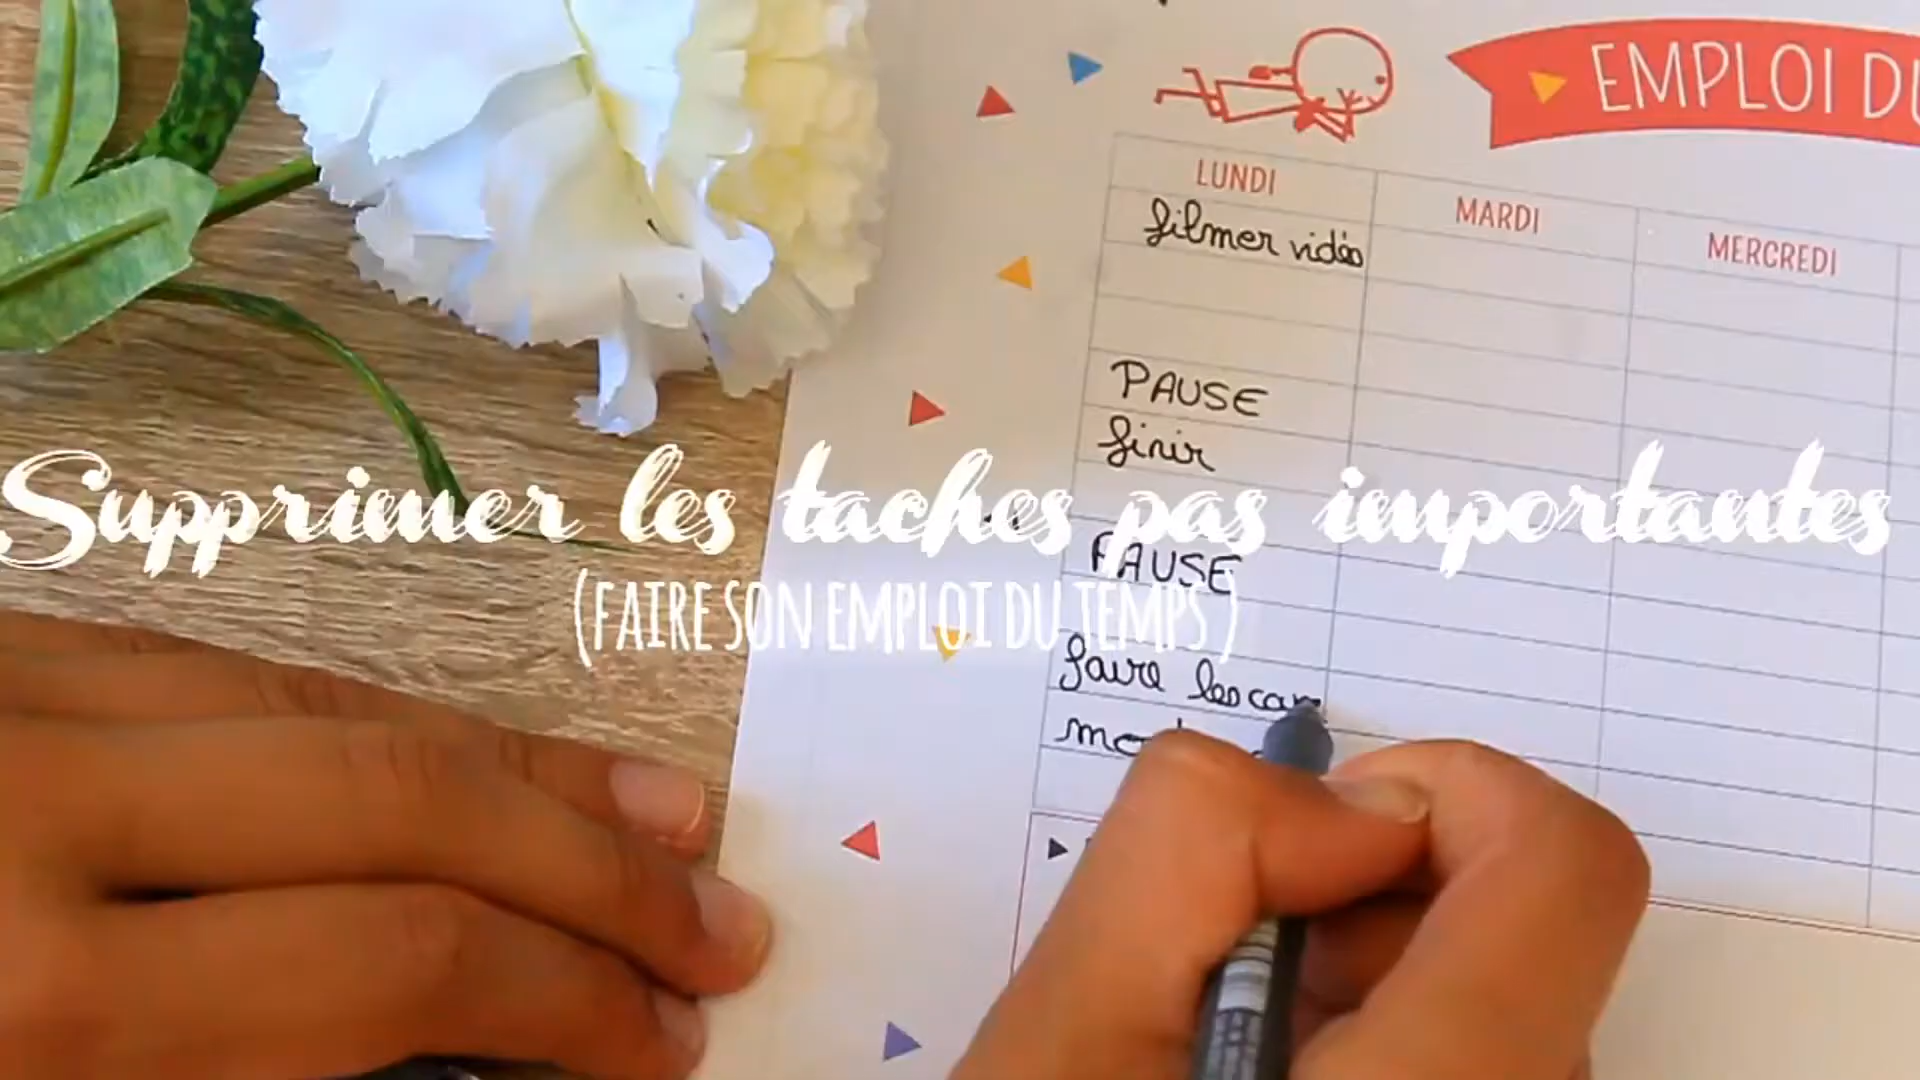 EMPLOI DU
LUNDI
MARDI
MERCREDI
filmer vidéo
PAUSE
finir
Supprimer les taches pas importantes
PAUSE
(FAIRE SON EMPLOI DU TEMPS)
faire les